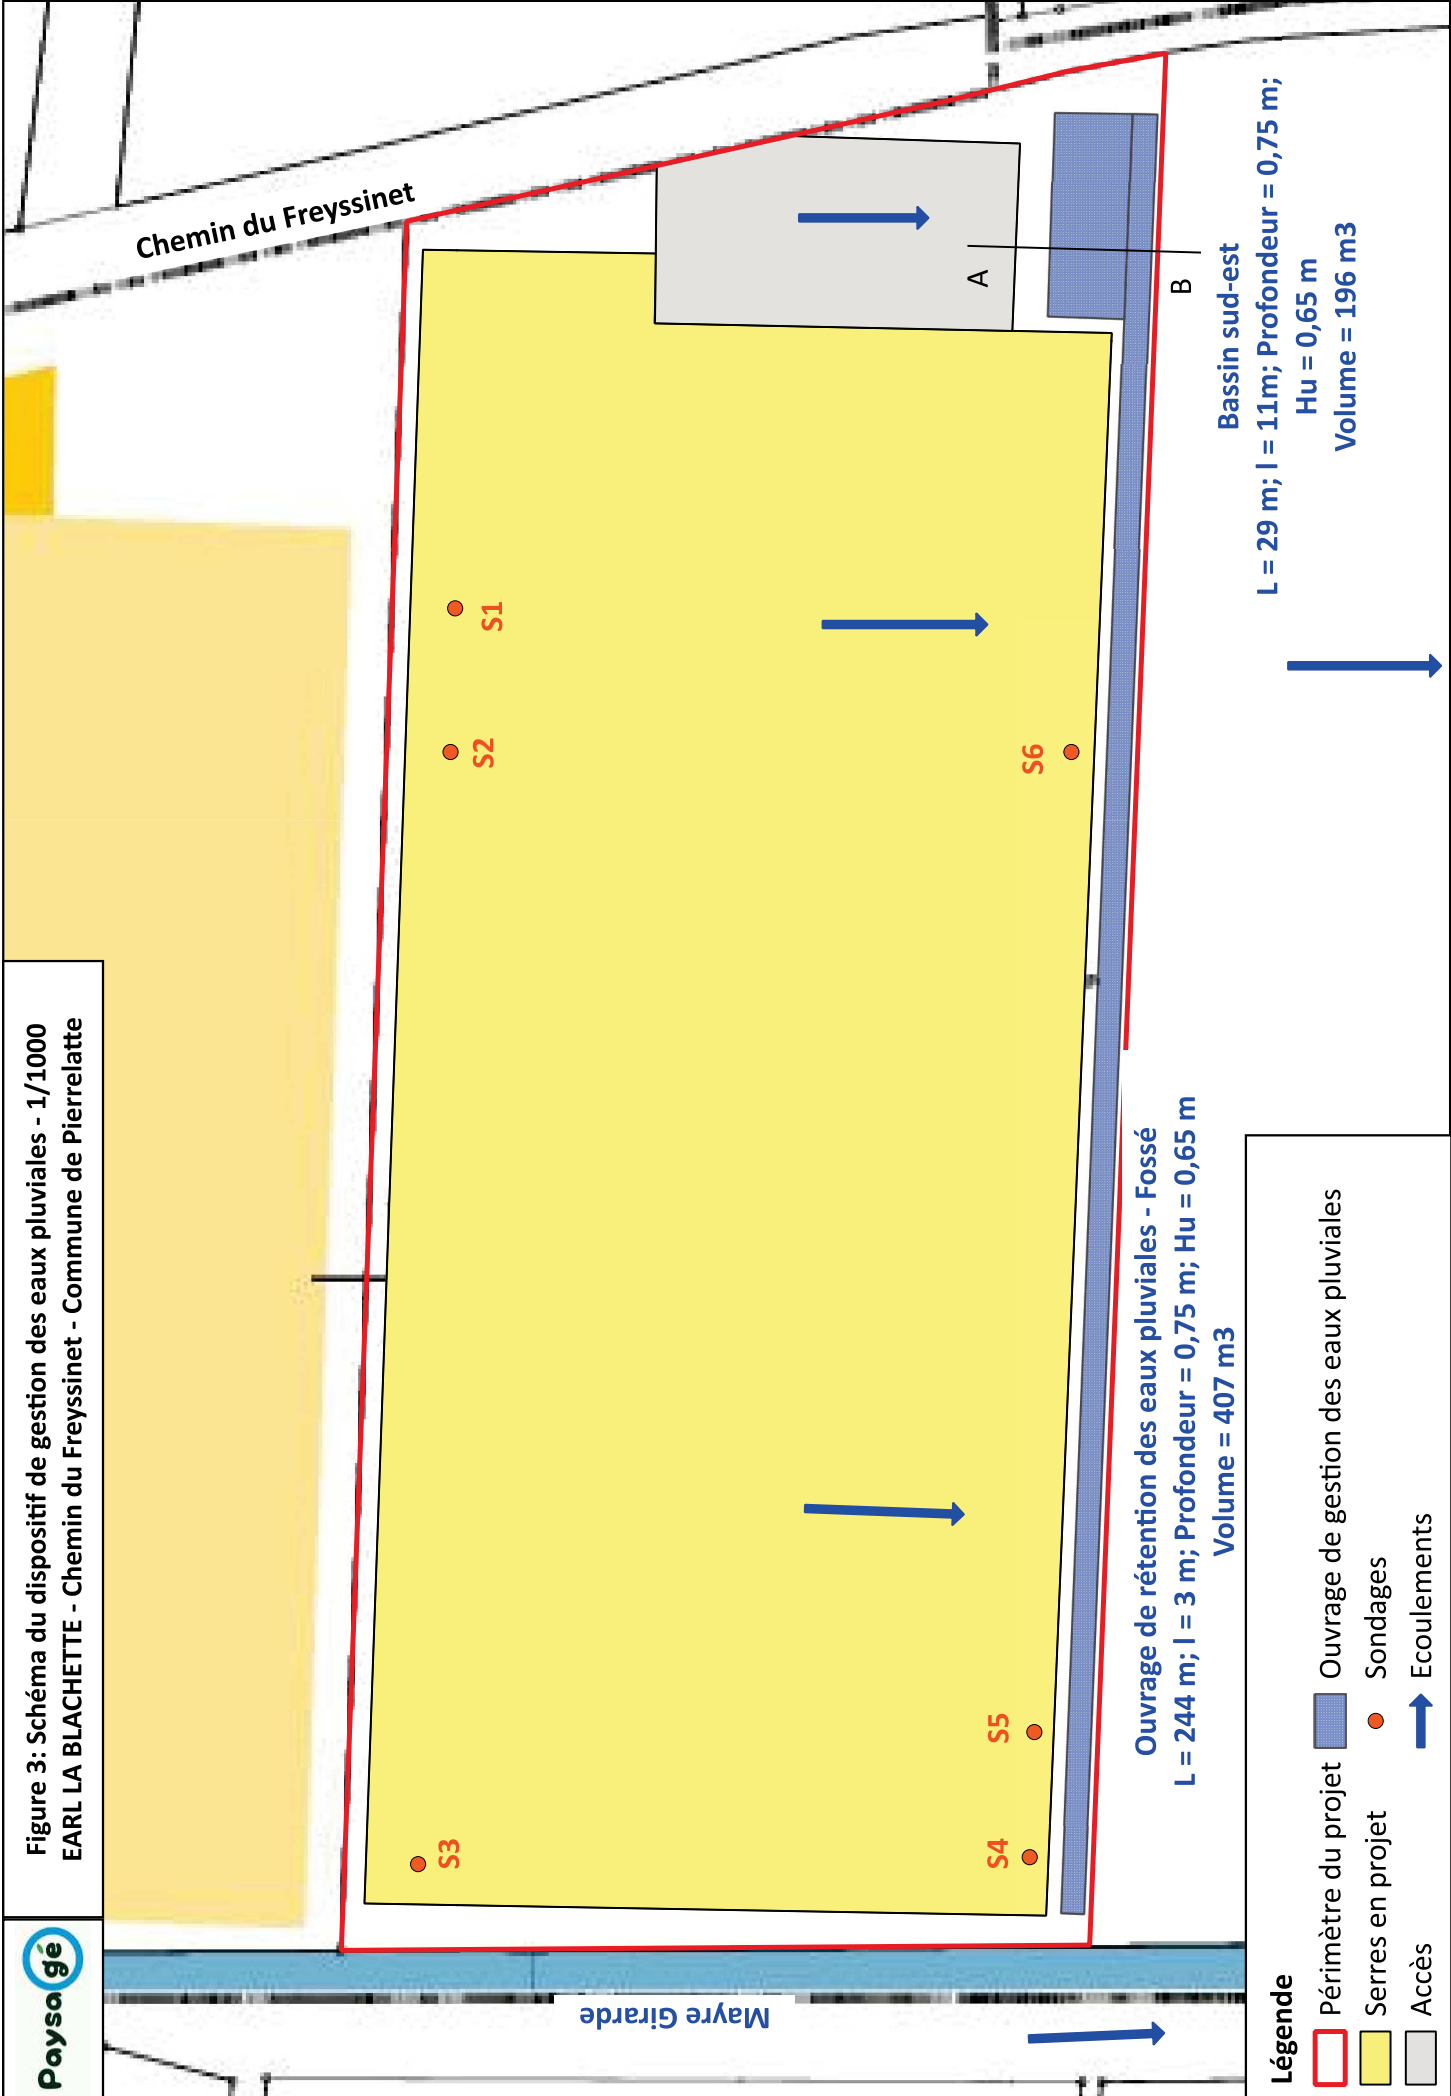 Paysagé
Figure 3: Schéma du dispositif de gestion des eaux pluviales - 1/1000
EARL LA BLACHETTE - Chemin du Freyssinet - Commune de Pierrelatte
Chemin du Freyssinet
S1
S2
S3
S4
S5
S6
A
B
Bassin sud-est
L = 29 m; l = 11m; Profondeur = 0,75 m;
Hu = 0,65 m
Volume = 196 m3
Ouvrage de rétention des eaux pluviales - Fossé
L = 244 m; l = 3 m; Profondeur = 0,75 m; Hu = 0,65 m
Volume = 407 m3
Mayre Girarde
Légende
Périmètre du projet
Serres en projet
Accès
Ouvrage de gestion des eaux pluviales
Sondages
Ecoulements